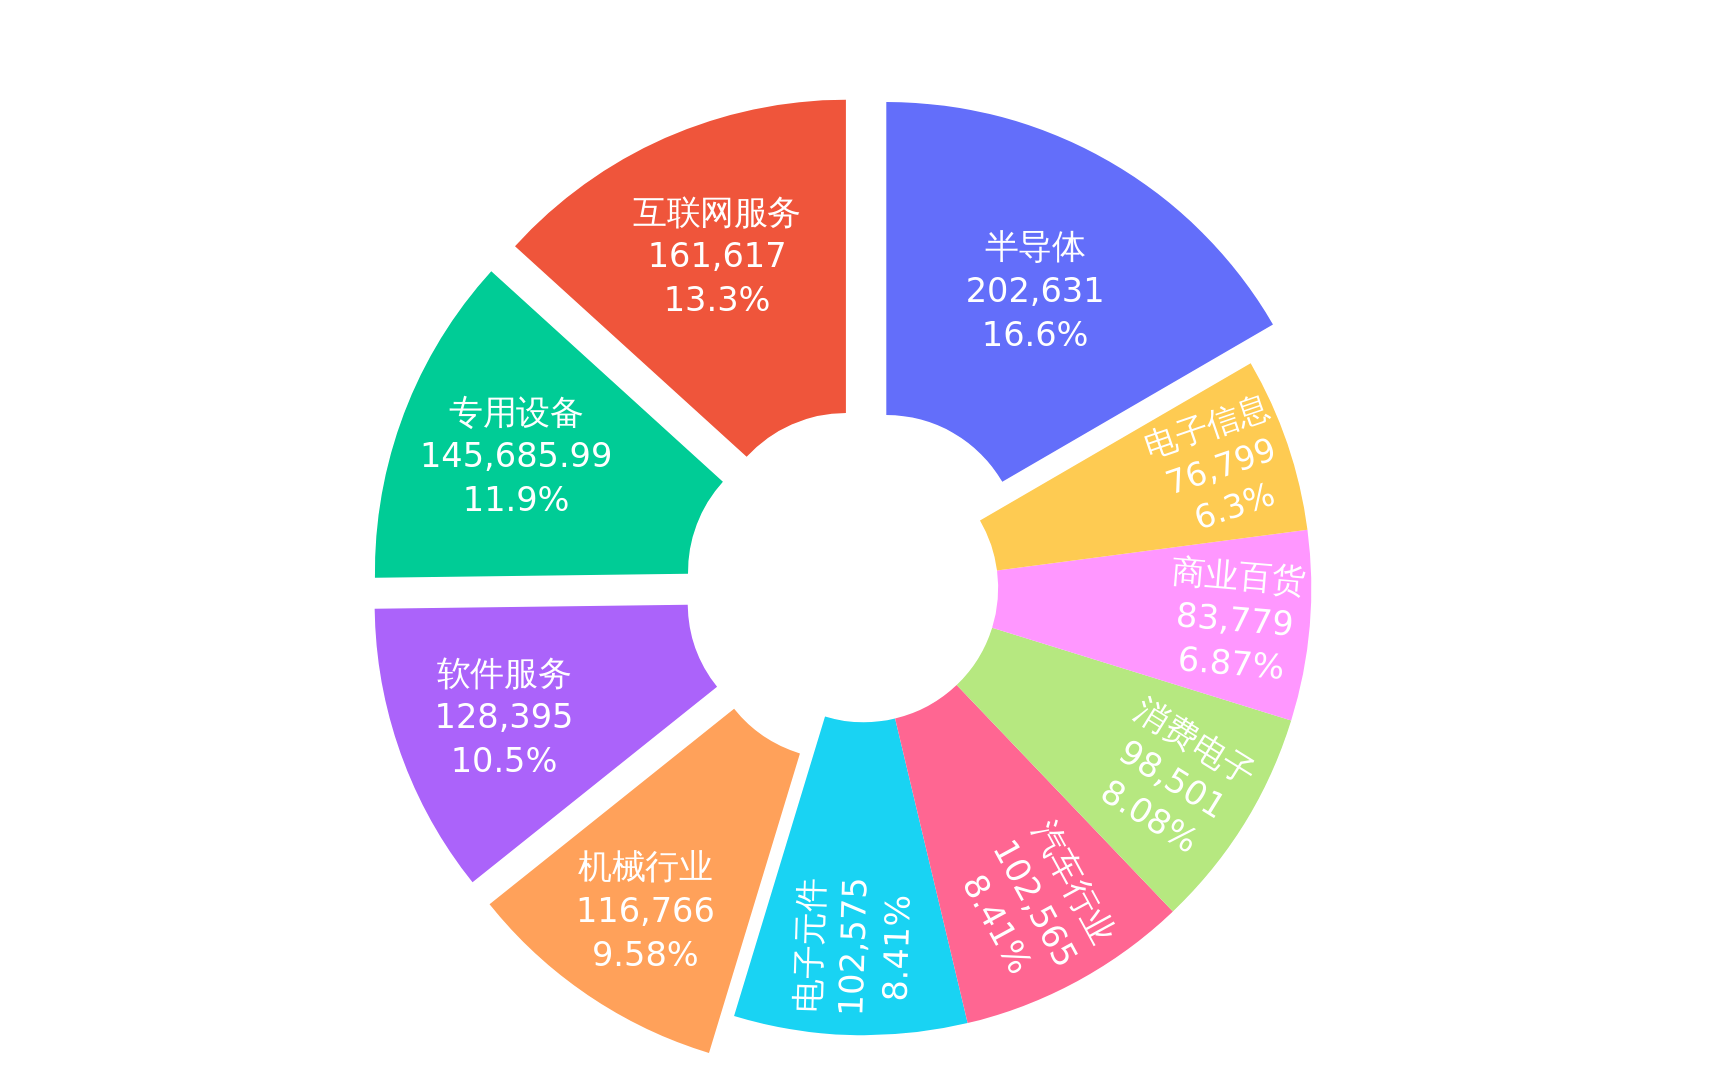 互联网服务
161,617
13.3%
半导体
202,631
16.6%
专用设备
145,685.99
11.9%
电子信息
76,799
6.3%
商业百货
83,779
6.87%
软件服务
128,395
10.5%
消费电子
98,501
8.08%
机械行业
116,766
9.58%
电子元件
102,575
8.41%
汽车行业
102,565
8.41%